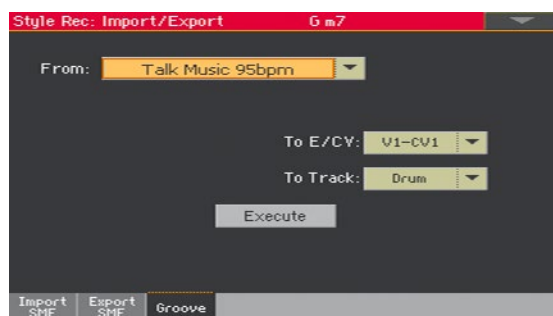 Style Rec: Import/Export Gm7
From: Talk Music 95bpm
To E/CV: V1-CV1
To Track: Drum
Execute
Import SMF Export SMF Groove